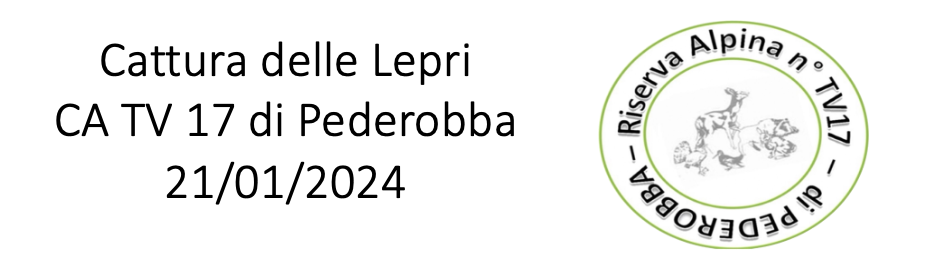 Cattura delle Lepri
CA TV 17 di Pederobba
21/01/2024
Riserva Alpina n° TV17 – di PEDEROBBA –